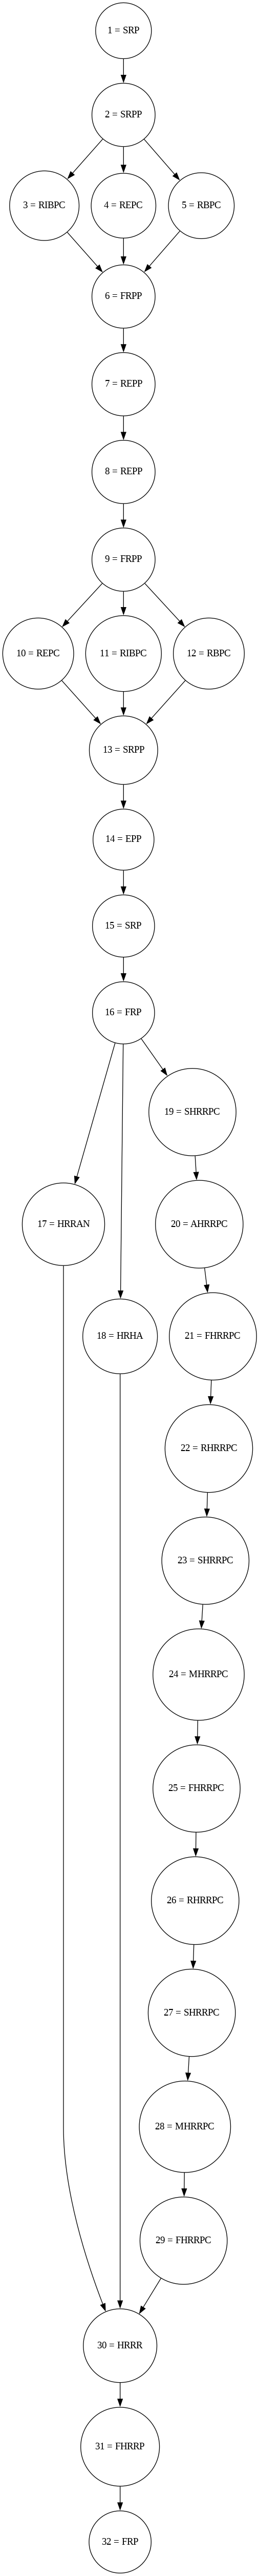 1 = SRP
2 = SRPP
3 = RIBPC
4 = REPC
5 = RBPC
6 = FRPP
7 = REPP
8 = REPP
9 = FRPP
10 = REPC
11 = RIBPC
12 = RBPC
13 = SRPP
14 = EPP
15 = SRP
16 = FRP
19 = SHRRPC
17 = HRRAN
20 = AHRRPC
18 = HRHA
21 = FHRRPC
22 = RHRRPC
23 = SHRRPC
24 = MHRRPC
25 = FHRRPC
26 = RHRRPC
27 = SHRRPC
28 = MHRRPC
29 = FHRRPC
30 = HRRR
31 = FHRRP
32 = FRP